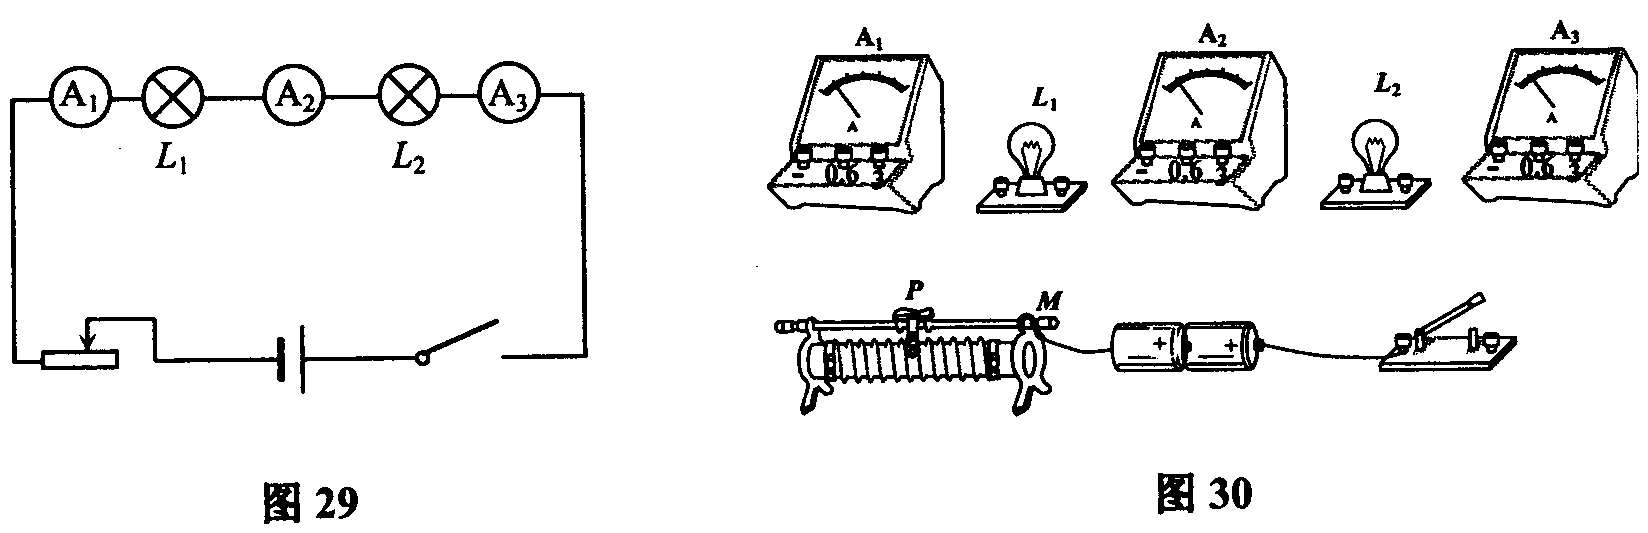 A₁ A₂ A₃
L₁ L₂
图 29
A₁ A₂ A₃
L₁ L₂
A A A
- 0.6 3 - 0.6 3 - 0.6 3
P M
+ +
图 30